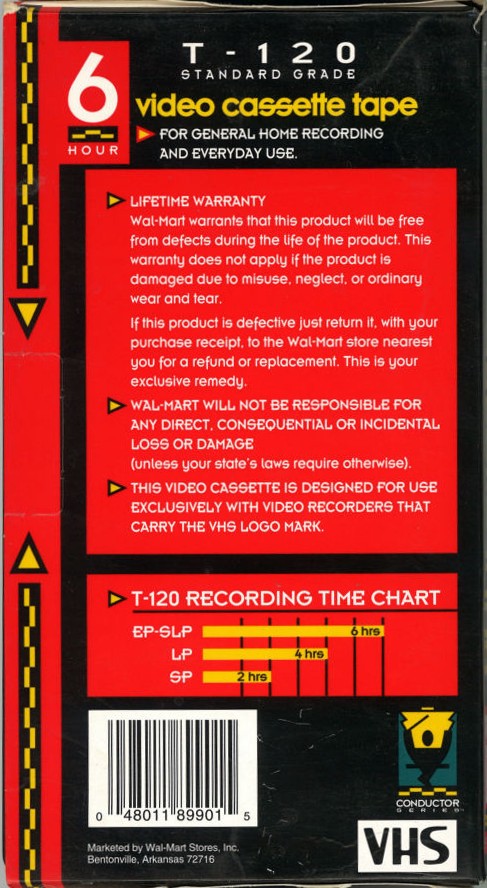 6
HOUR
T-120
STANDARD GRADE
video cassette tape
FOR GENERAL HOME RECORDING
AND EVERYDAY USE.
LIFETIME WARRANTY
Wal-Mart warrants that this product will be free
from defects during the life of the product. This
warranty does not apply if the product is
damaged due to misuse, neglect, or ordinary
wear and tear.
If this product is defective just return it, with your
purchase receipt, to the Wal-Mart store nearest
you for a refund or replacement. This is your
exclusive remedy.
WAL-MART WILL NOT BE RESPONSIBLE FOR
ANY DIRECT, CONSEQUENTIAL OR INCIDENTAL
LOSS OR DAMAGE
(unless your state's laws require otherwise).
THIS VIDEO CASSETTE IS DESIGNED FOR USE
EXCLUSIVELY WITH VIDEO RECORDERS THAT
CARRY THE VHS LOGO MARK.
T-120 RECORDING TIME CHART
EP-SLP 6 hrs
LP 4 hrs
SP 2 hrs
0 48011 89901 5
Marketed by Wal-Mart Stores, Inc.
Bentonville, Arkansas 72716
CONDUCTOR
SERIES
VHS